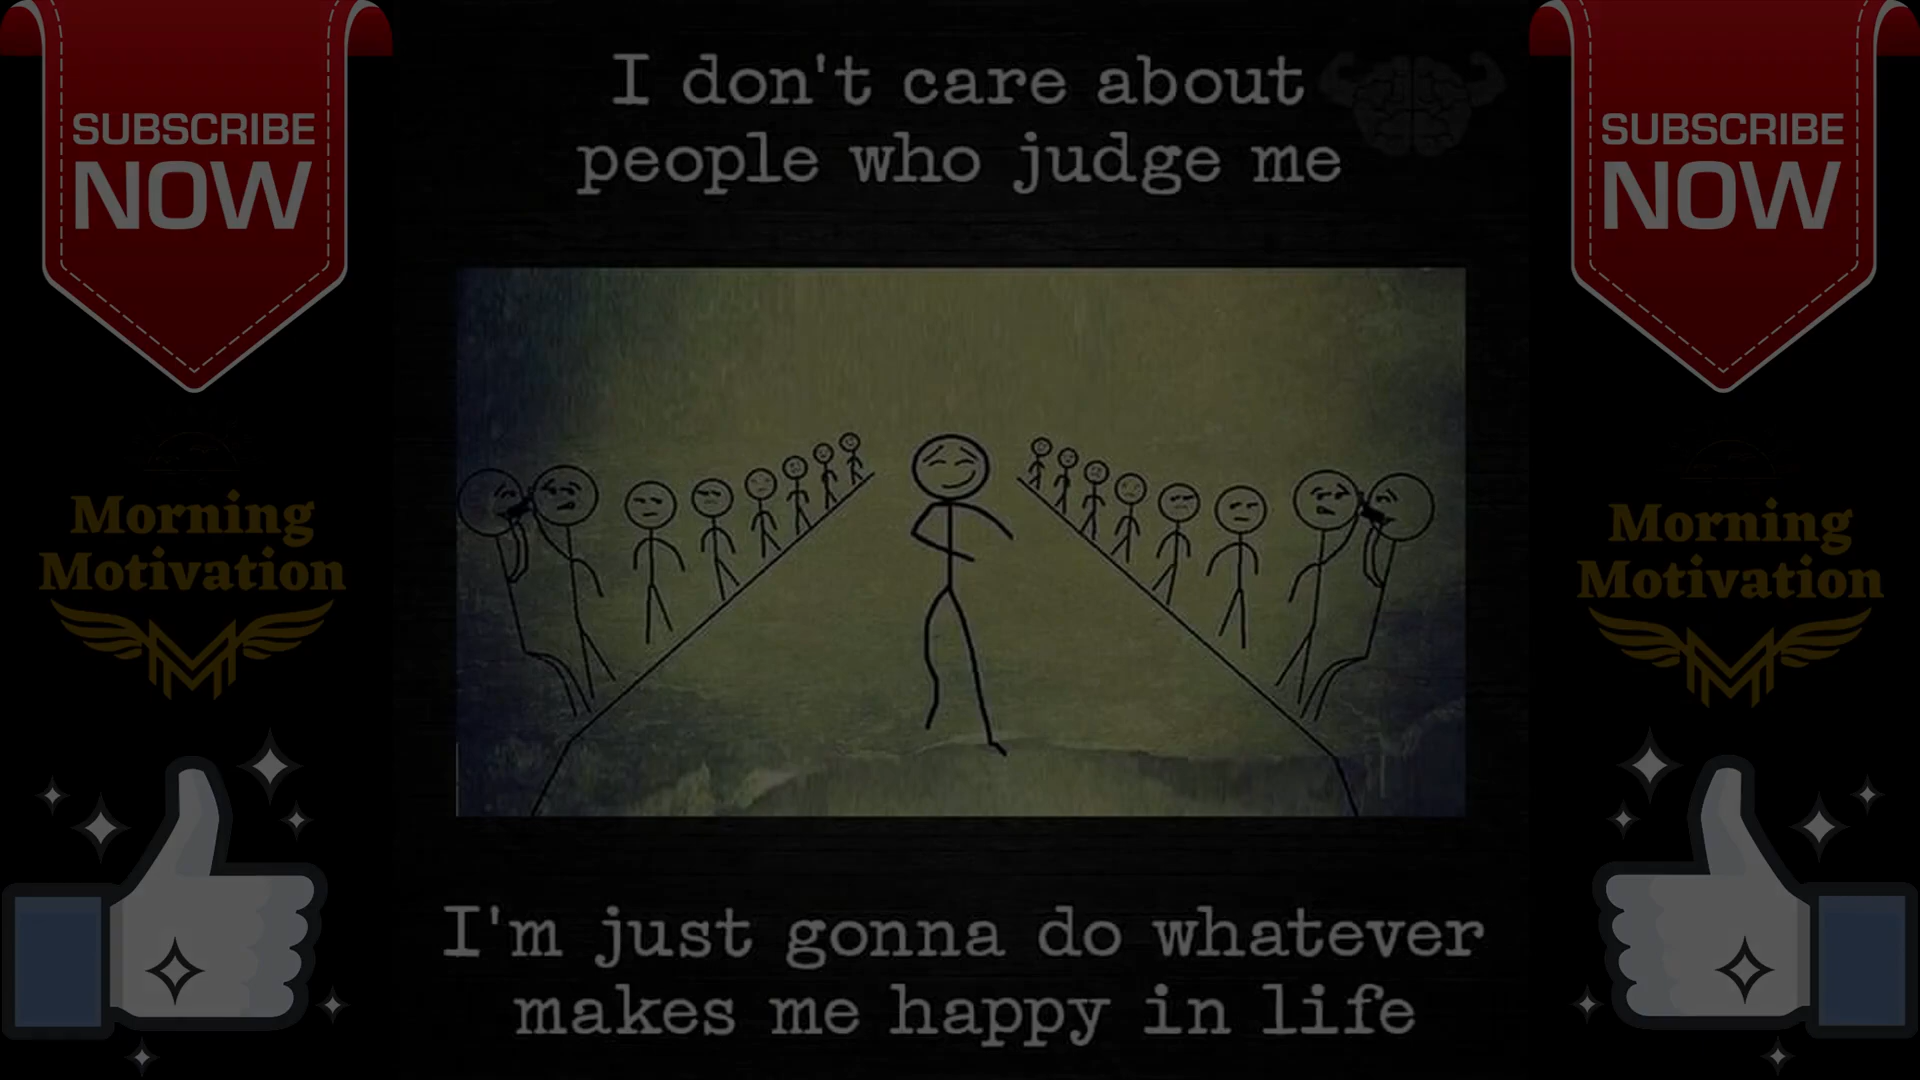 SUBSCRIBE
NOW
I don't care about
people who judge me
SUBSCRIBE
NOW
Morning
Motivation
Morning
Motivation
I'm just gonna do whatever
makes me happy in life